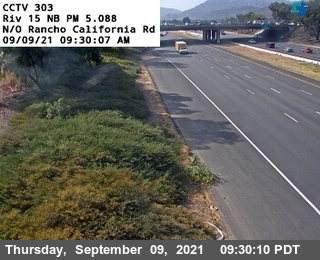 CCTV 303
Riv 15 NB PM 5.088
N/O Rancho California Rd
09/09/21 09:30:07 AM
Thursday, September 09, 2021 09:30:10 PDT